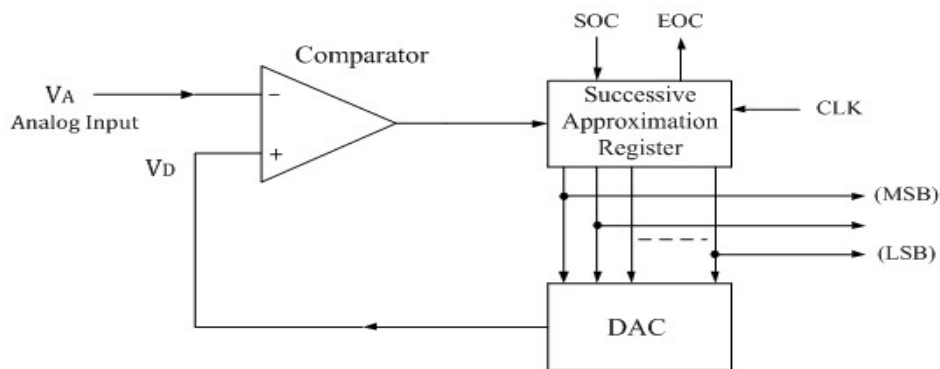 SOC EOC
Comparator
VA
Analog Input
−
+
VD
Successive
Approximation
Register
CLK
(MSB)
(LSB)
DAC